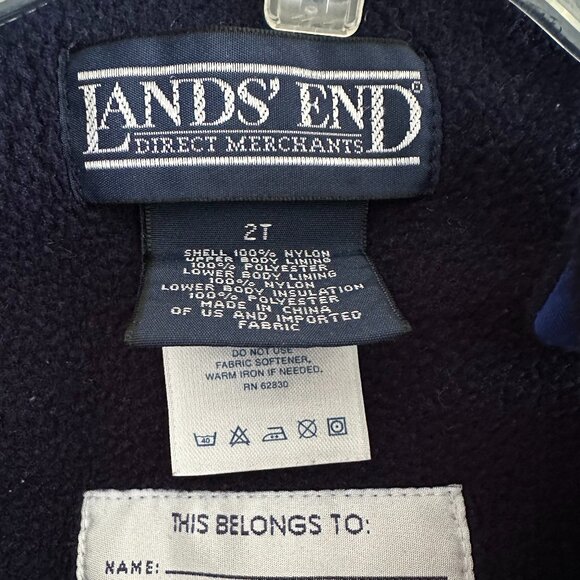 LANDS' END®
DIRECT MERCHANTS
2T
SHELL 100% NYLON
UPPER BODY LINING
100% POLYESTER
LOWER BODY LINING
100% NYLON
LOWER BODY INSULATION
100% POLYESTER
MADE IN CHINA
OF US AND IMPORTED
FABRIC
DO NOT USE
FABRIC SOFTENER.
WARM IRON IF NEEDED.
RN 62830
40
THIS BELONGS TO:
NAME: